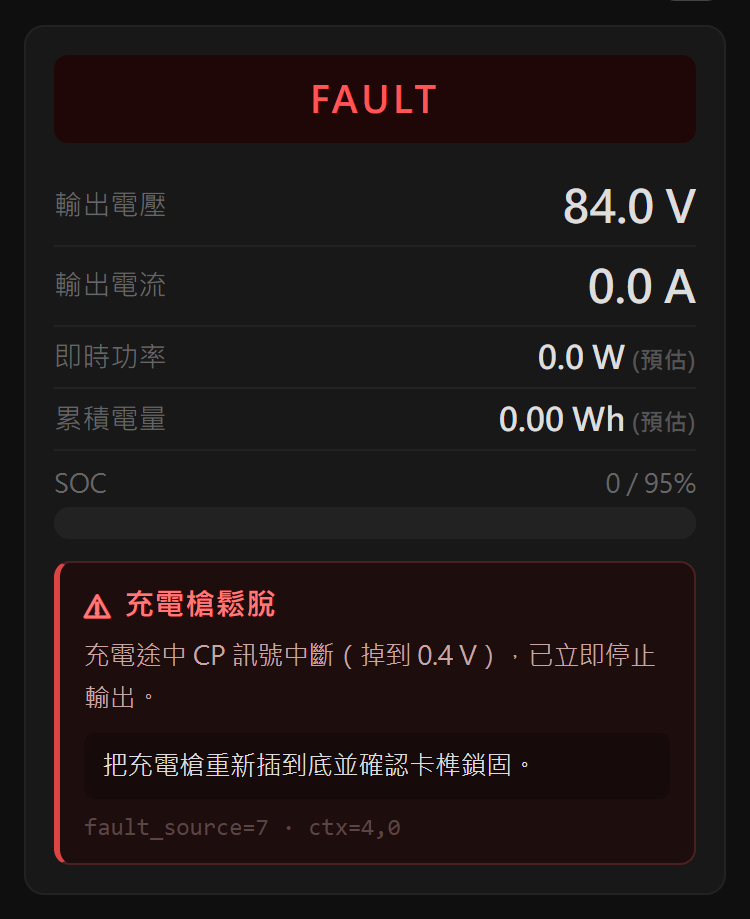 FAULT
輸出電壓 84.0 V
輸出電流 0.0 A
即時功率 0.0 W (預估)
累積電量 0.00 Wh (預估)
SOC 0 / 95%
⚠ 充電槍鬆脫
充電途中 CP 訊號中斷 ( 掉到 0.4 V ) ，已立即停止
輸出。
把充電槍重新插到底並確認卡榫鎖固。
fault_source=7 · ctx=4,0